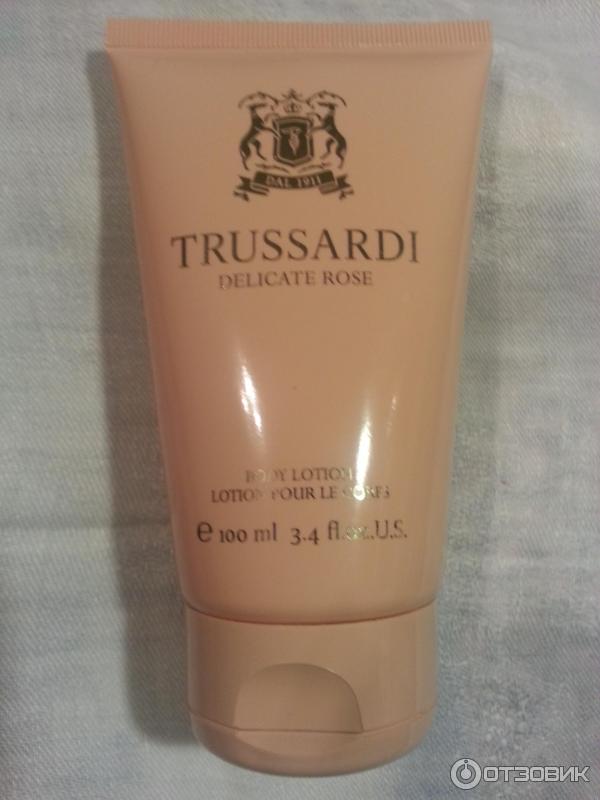 DAL 1911
TRUSSARDI
DELICATE ROSE
BODY LOTION
LOTION POUR LE CORPS
e 100 ml 3.4 fl.oz.U.S.
ОТЗОВИК